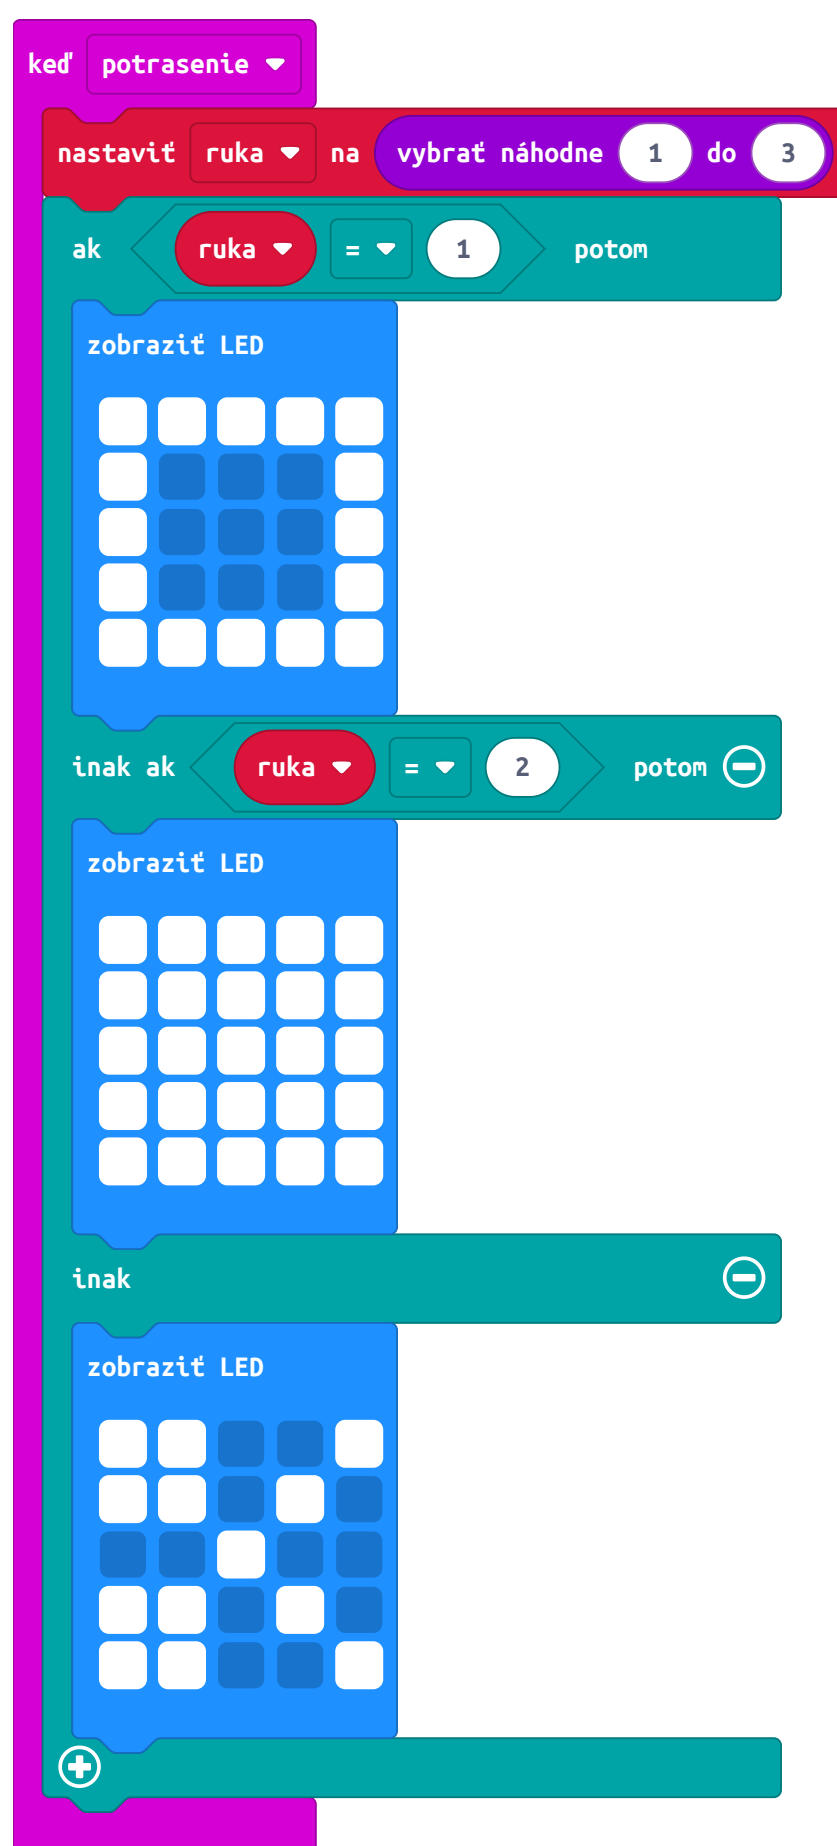 keď potrasenie
nastaviť ruka na vybrať náhodne 1 do 3
ak ruka = 1 potom
zobraziť LED
inak ak ruka = 2 potom
zobraziť LED
inak
zobraziť LED